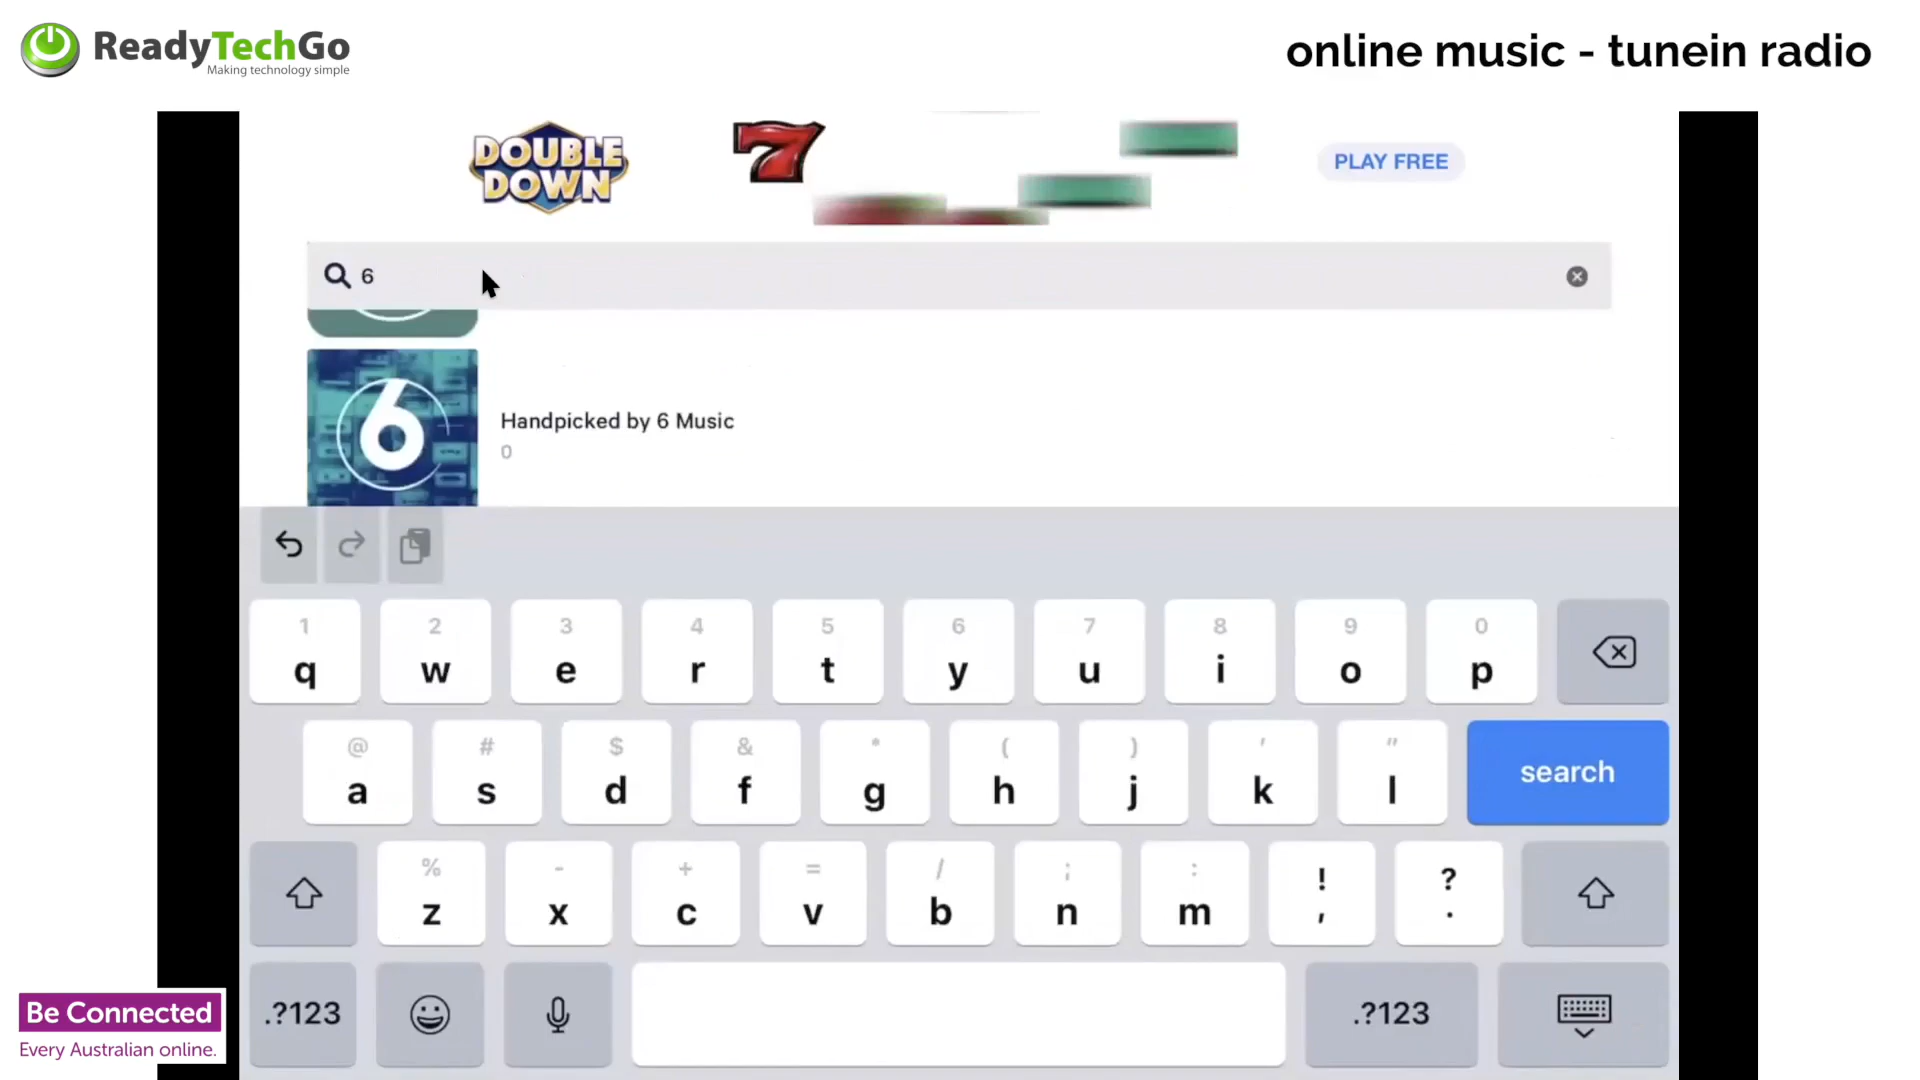 ReadyTechGo
Making technology simple
online music - tunein radio
DOUBLE
DOWN
7
PLAY FREE
6
6
Handpicked by 6 Music
0
1 2 3 4 5 6 7 8 9 0
q w e r t y u i o p
@ # $ & * ( ) ' "
a s d f g h j k l
search
% - + = / ; : ! ?
z x c v b n m , .
.?123
.?123
Be Connected
Every Australian online.